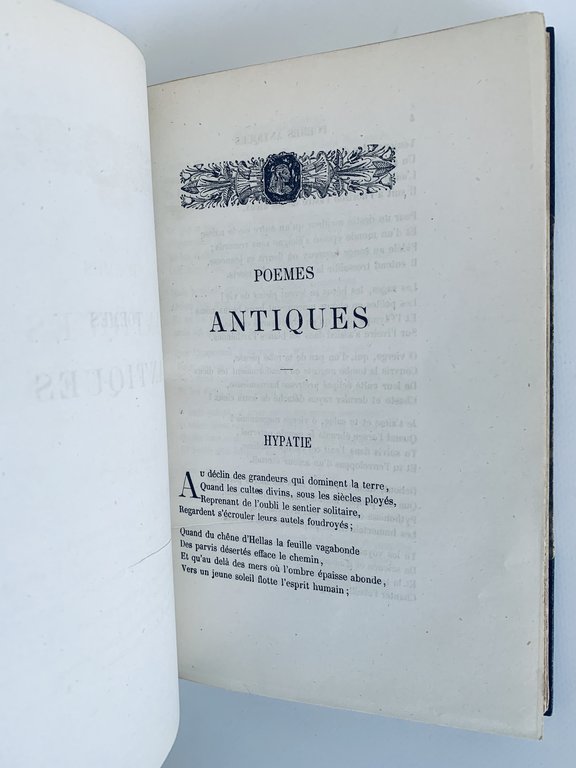 POEMES
ANTIQUES
HYPATIE
Au déclin des grandeurs qui dominent la terre,
Quand les cultes divins, sous les siècles ployés,
Reprenant de l'oubli le sentier solitaire,
Regardent s'écrouler leurs autels foudroyés;
Quand du chêne d'Hellas la feuille vagabonde
Des parvis désertés efface le chemin,
Et qu'au delà des mers où l'ombre épaisse abonde,
Vers un jeune soleil flotte l'esprit humain;